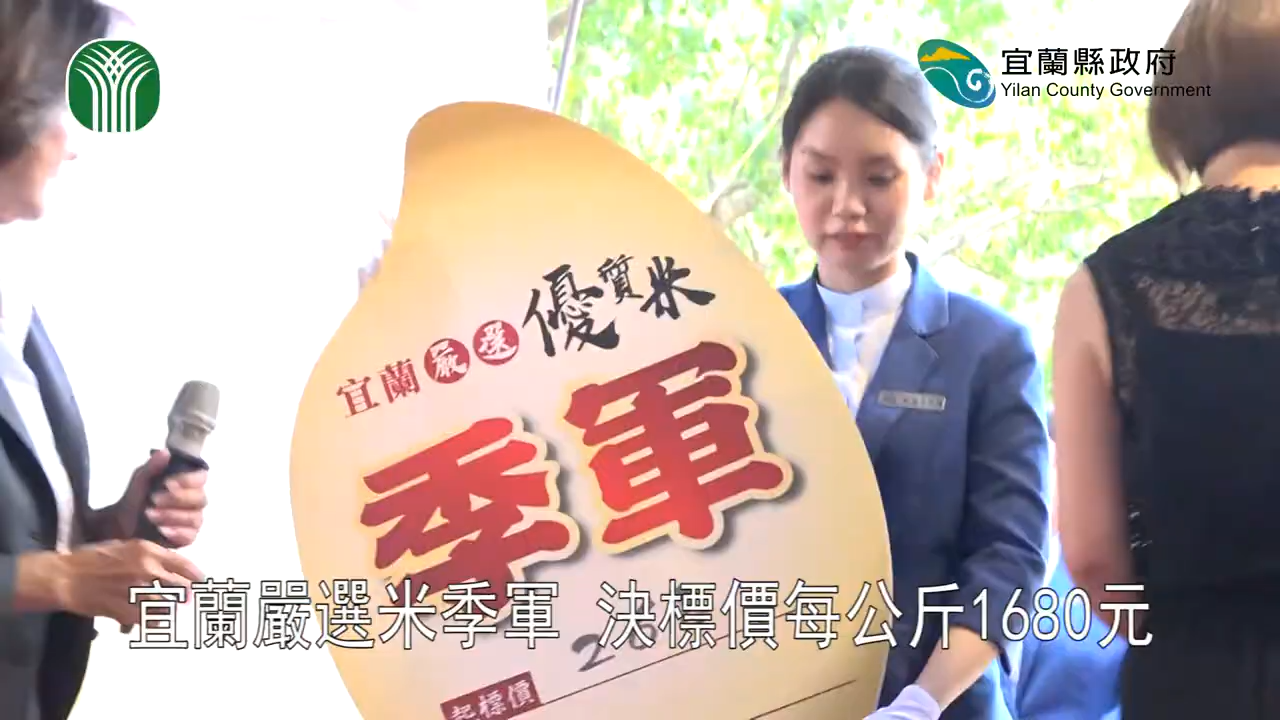 宜蘭縣政府
Yilan County Government
宜蘭嚴選優質米
季軍
宜蘭嚴選米季軍 決標價每公斤1680元
起標價